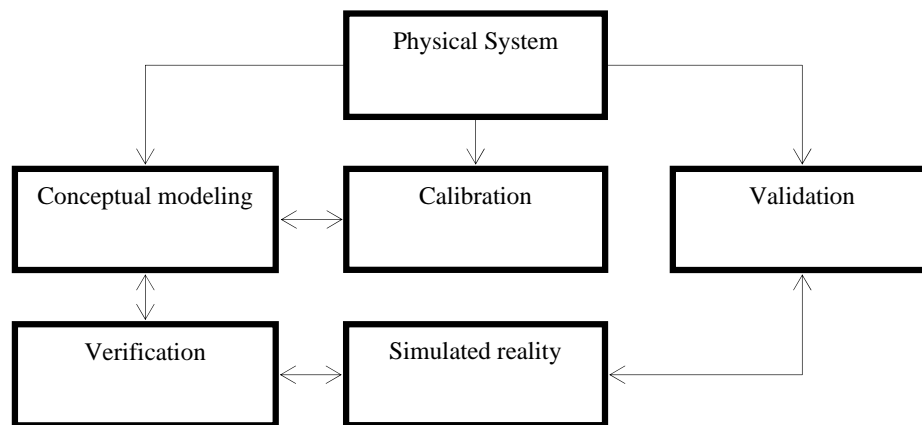 Physical System
Conceptual modeling
Calibration
Validation
Verification
Simulated reality